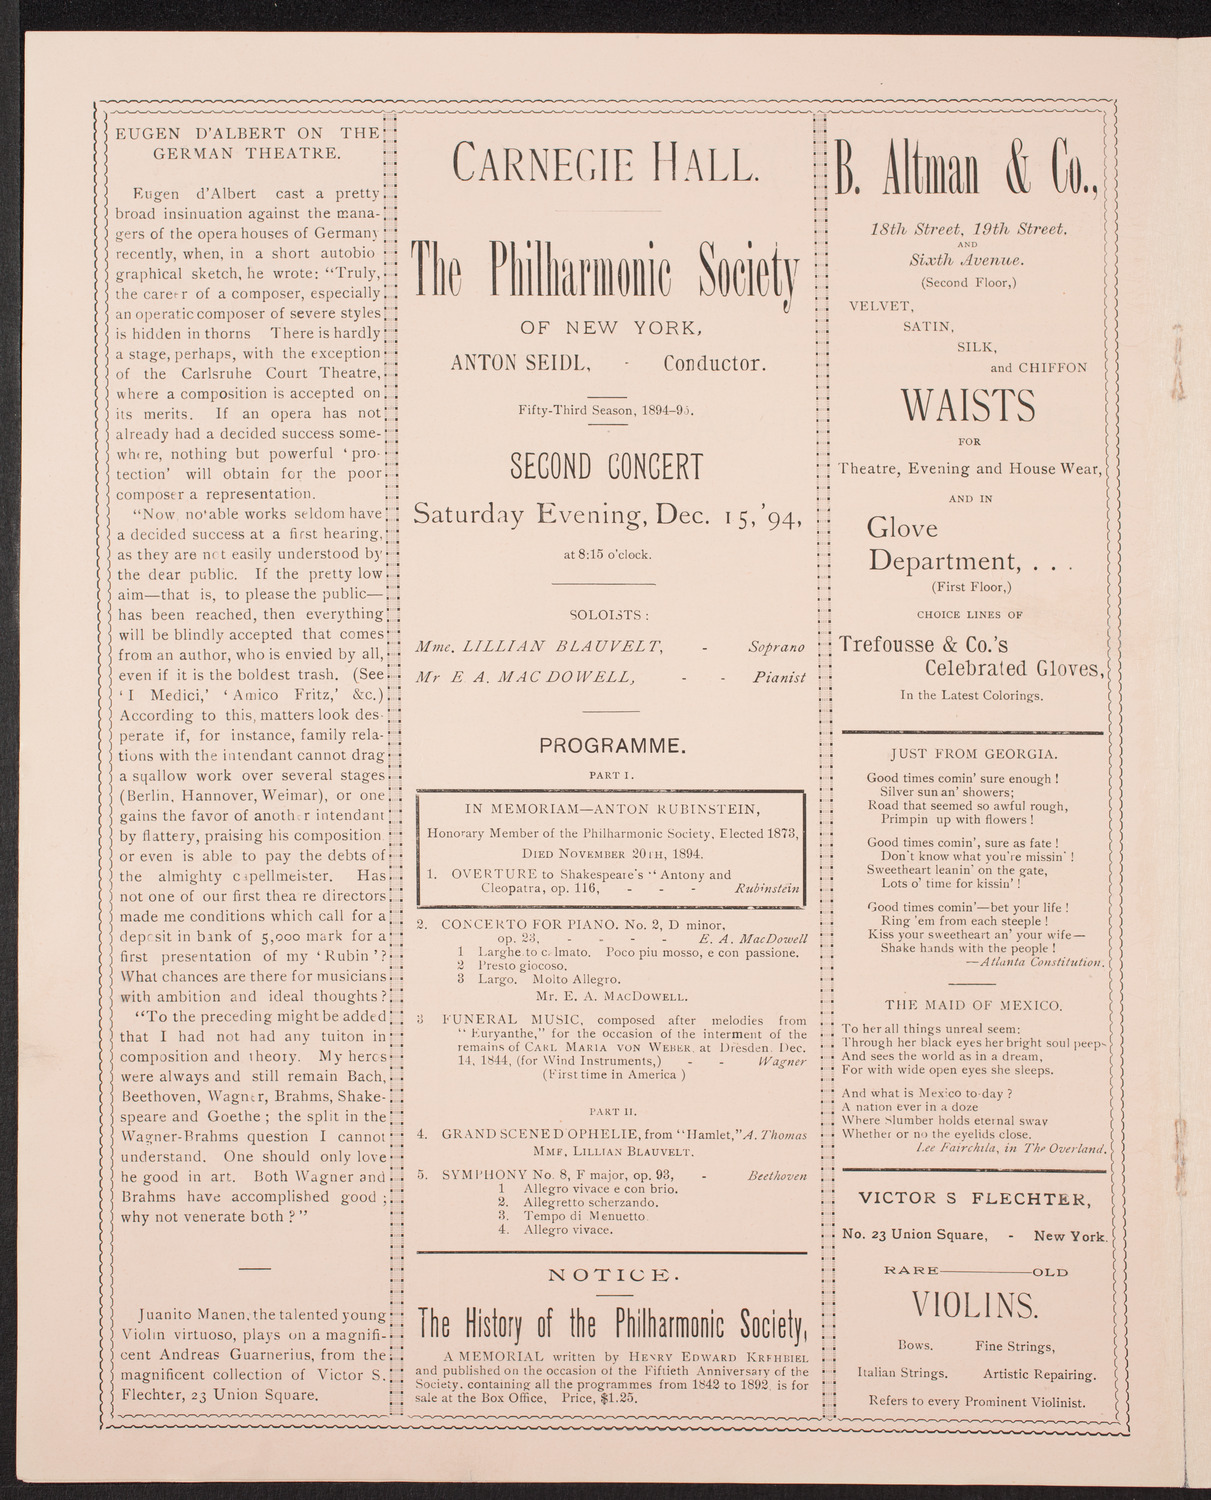 EUGEN D'ALBERT ON THE
GERMAN THEATRE.
Eugen d'Albert cast a pretty
broad insinuation against the mana-
gers of the opera houses of Germany
recently, when, in a short autobio
graphical sketch, he wrote: "Truly,
the career of a composer, especially
an operatic composer of severe styles
is hidden in thorns There is hardly
a stage, perhaps, with the exception
of the Carlsruhe Court Theatre,
where a composition is accepted on
its merits. If an opera has not
already had a decided success some-
where, nothing but powerful 'pro-
tection' will obtain for the poor
composer a representation.
"Now notable works seldom have
a decided success at a first hearing,
as they are not easily understood by
the dear public. If the pretty low
aim—that is, to please the public—
has been reached, then everything
will be blindly accepted that comes
from an author, who is envied by all,
even if it is the boldest trash. (See
'I Medici,' 'Amico Fritz,' &c.)
According to this, matters look des-
perate if, for instance, family rela-
tions with the intendant cannot drag
a sqallow work over several stages
(Berlin, Hannover, Weimar), or one
gains the favor of another intendant
by flattery, praising his composition
or even is able to pay the debts of
the almighty capellmeister. Has
not one of our first thea re directors
made me conditions which call for a
deposit in bank of 5,000 mark for a
first presentation of my 'Rubin'?
What chances are there for musicians
with ambition and ideal thoughts?
"To the preceding might be added
that I had not had any tuiton in
composition and theory. My heros
were always and still remain Bach,
Beethoven, Wagner, Brahms, Shake-
speare and Goethe; the split in the
Wagner-Brahms question I cannot
understand. One should only love
he good in art. Both Wagner and
Brahms have accomplished good;
why not venerate both?"
Juanito Manen, the talented young
Violin virtuoso, plays on a magnifi-
cent Andreas Guarnerius, from the
magnificent collection of Victor S.
Flechter, 23 Union Square.
CARNEGIE HALL.
The Philharmonic Society
OF NEW YORK,
ANTON SEIDL, - Conductor.
Fifty-Third Season, 1894-95.
SECOND CONCERT
Saturday Evening, Dec. 15, '94,
at 8:15 o'clock.
SOLOISTS:
Mme. LILLIAN BLAUVELT, - Soprano
Mr E. A. MAC DOWELL, - - Pianist
PROGRAMME.
PART I.
IN MEMORIAM—ANTON RUBINSTEIN,
Honorary Member of the Philharmonic Society, Elected 1873,
DIED NOVEMBER 20TH, 1894.
1. OVERTURE to Shakespeare's "Antony and
Cleopatra, op. 116, - - - Rubinstein
2. CONCERTO FOR PIANO. No. 2, D minor,
op. 23, - - - - E. A. MacDowell
1 Larghe to calmato. Poco piu mosso, e con passione.
2 Presto giocoso.
3 Largo. Molto Allegro.
Mr. E. A. MACDOWELL.
3 FUNERAL MUSIC, composed after melodies from
"Euryanthe," for the occasion of the interment of the
remains of CARL MARIA VON WEBER, at Dresden, Dec.
14, 1844, (for Wind Instruments,) - - Wagner
(First time in America)
PART II.
4. GRAND SCENE D'OPHELIE, from "Hamlet," A. Thomas
MME. LILLIAN BLAUVELT.
5. SYMPHONY No. 8, F major, op. 93, - Beethoven
1 Allegro vivace e con brio.
2. Allegretto scherzando.
3. Tempo di Menuetto
4. Allegro vivace.
NOTICE.
The History of the Philharmonic Society,
A MEMORIAL written by HENRY EDWARD KREHBIEL
and published on the occasion of the Fiftieth Anniversary of the
Society, containing all the programmes from 1842 to 1892, is for
sale at the Box Office, Price, $1.25.
B. Altman & Co.,
18th Street, 19th Street.
AND
Sixth Avenue.
(Second Floor,)
VELVET,
SATIN,
SILK,
and CHIFFON
WAISTS
FOR
Theatre, Evening and House Wear,
AND IN
Glove
Department, . . .
(First Floor,)
CHOICE LINES OF
Trefousse & Co.'s
Celebrated Gloves,
In the Latest Colorings.
JUST FROM GEORGIA.
Good times comin' sure enough!
Silver sun an' showers;
Road that seemed so awful rough,
Primpin up with flowers!
Good times comin', sure as fate!
Don't know what you're missin'!
Sweetheart leanin' on the gate,
Lots o' time for kissin'!
Good times comin'—bet your life!
Ring 'em from each steeple!
Kiss your sweetheart an' your wife—
Shake hands with the people!
—Atlanta Constitution.
THE MAID OF MEXICO.
To her all things unreal seem:
Through her black eyes her bright soul peeps
And sees the world as in a dream,
For with wide open eyes she sleeps.
And what is Mexico to-day?
A nation ever in a doze
Where Slumber holds eternal sway
Whether or no the eyelids close.
Lee Fairchild, in The Overland.
VICTOR S FLECHTER,
No. 23 Union Square, - New York.
RARE——OLD
VIOLINS.
Bows. Fine Strings,
Italian Strings. Artistic Repairing.
Refers to every Prominent Violinist.